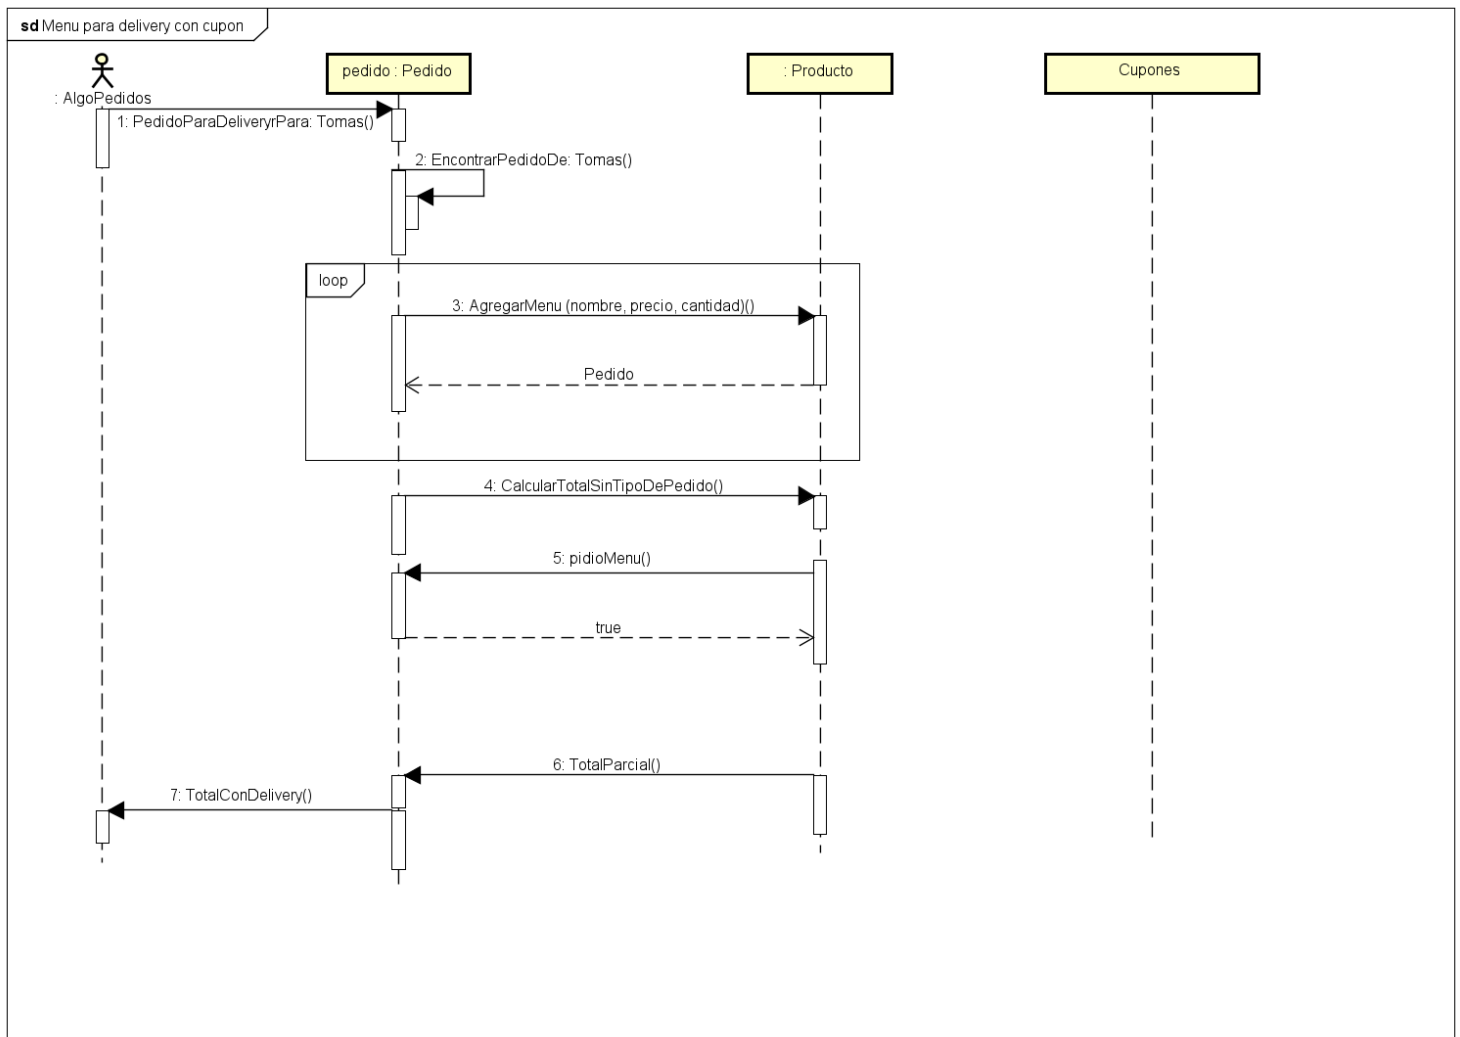 sd Menu para delivery con cupon
pedido : Pedido
: Producto
Cupones
: AlgoPedidos
1: PedidoParaDeliveryrPara: Tomas()
2: EncontrarPedidoDe: Tomas()
loop
3: AgregarMenu (nombre, precio, cantidad)()
Pedido
4: CalcularTotalSinTipoDePedido()
5: pidioMenu()
true
6: TotalParcial()
7: TotalConDelivery()